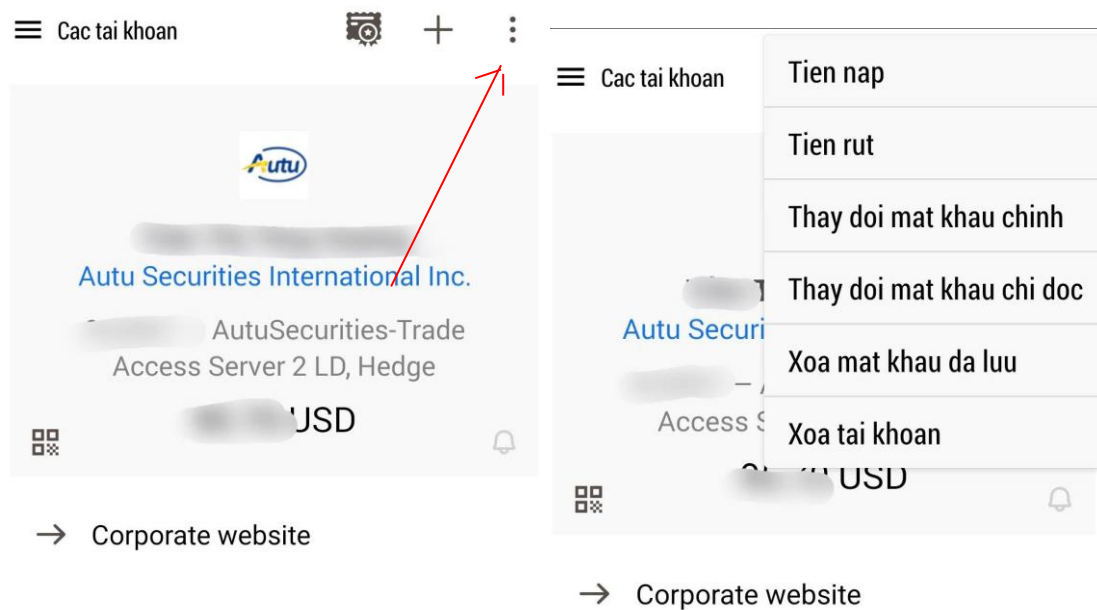 Cac tai khoan
Autu
Autu Securities International Inc.
AutuSecurities-Trade
Access Server 2 LD, Hedge
USD
Corporate website
Cac tai khoan
Tien nap
Tien rut
Thay doi mat khau chinh
Thay doi mat khau chi doc
Xoa mat khau da luu
Xoa tai khoan
Autu Securi
Access S
USD
Corporate website